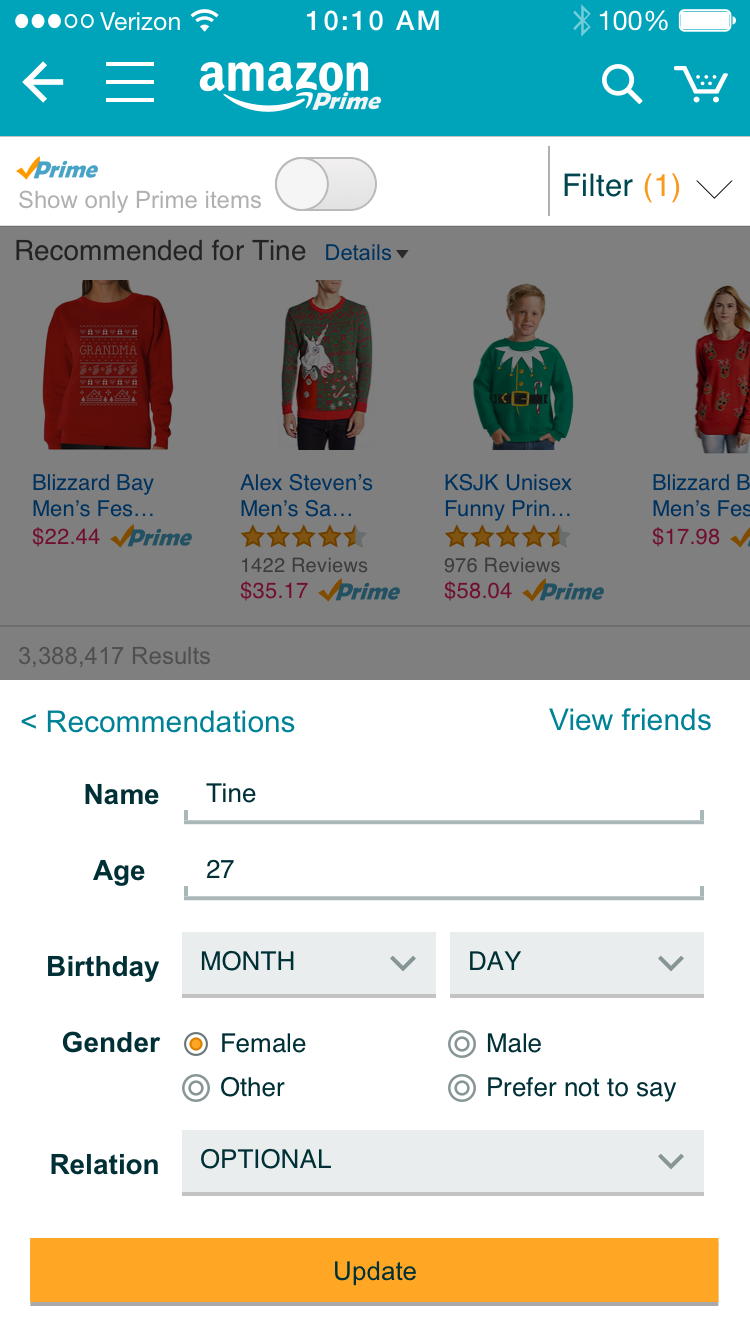 Verizon 10:10 AM 100%
amazon Prime
Prime
Show only Prime items
Filter (1)
Recommended for Tine Details
GRANDMA
Blizzard Bay Men's Fes...
$22.44 Prime
Alex Steven's Men's Sa...
1422 Reviews
$35.17 Prime
KSJK Unisex Funny Prin...
976 Reviews
$58.04 Prime
Blizzard B
Men's Fes
$17.98
3,388,417 Results
< Recommendations View friends
Name Tine
Age 27
Birthday MONTH DAY
Gender Female Male
Other Prefer not to say
Relation OPTIONAL
Update